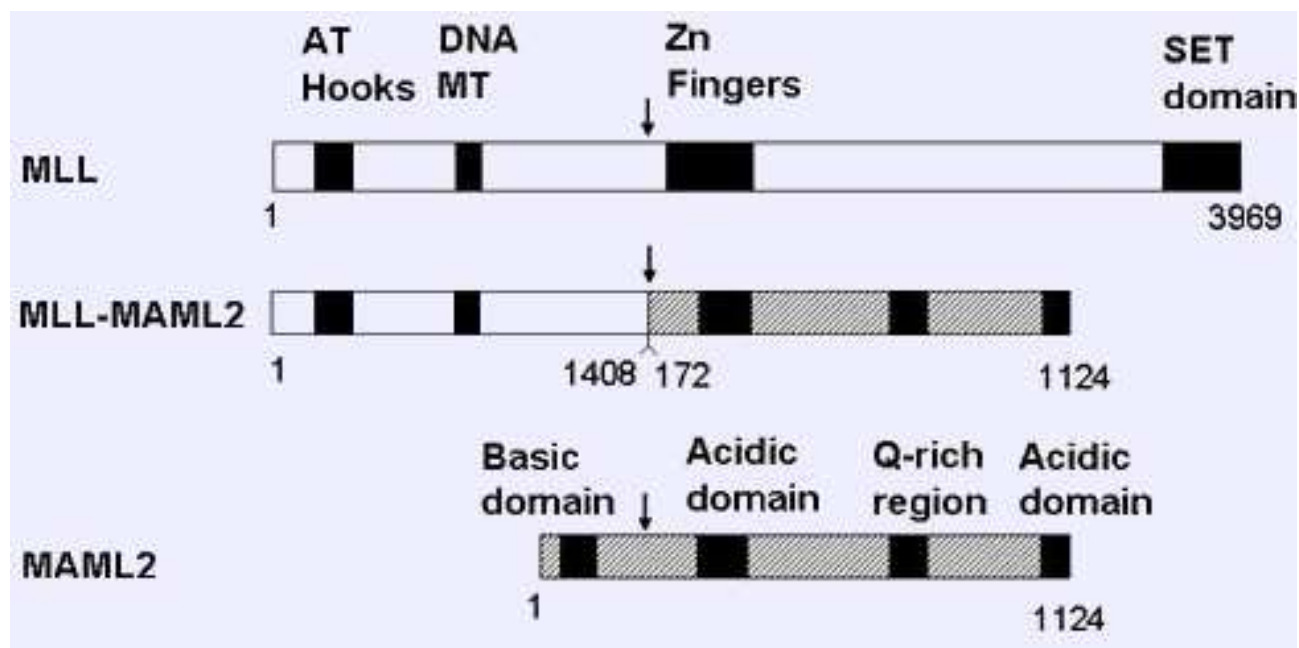 AT Hooks
DNA MT
Zn Fingers
SET domain
MLL
1
3969
MLL-MAML2
1
1408
172
1124
Basic domain
Acidic domain
Q-rich region
Acidic domain
MAML2
1
1124